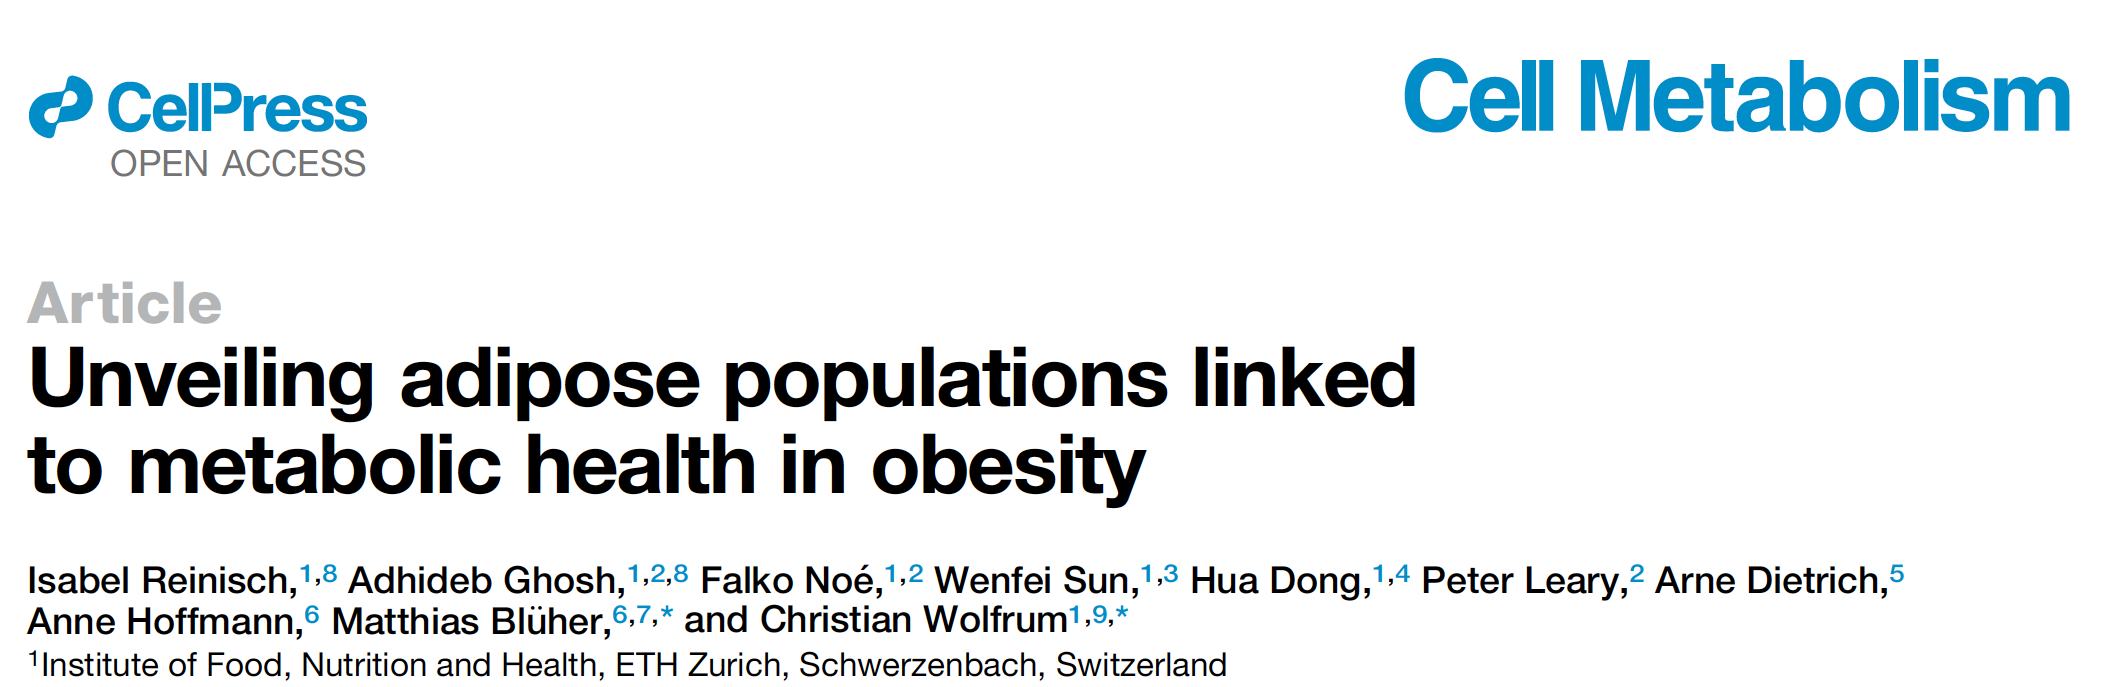 CellPress
OPEN ACCESS
Cell Metabolism
Article
Unveiling adipose populations linked
to metabolic health in obesity
Isabel Reinisch,1,8 Adhideb Ghosh,1,2,8 Falko Noé,1,2 Wenfei Sun,1,3 Hua Dong,1,4 Peter Leary,2 Arne Dietrich,5
Anne Hoffmann,6 Matthias Blüher,6,7,* and Christian Wolfrum1,9,*
1Institute of Food, Nutrition and Health, ETH Zurich, Schwerzenbach, Switzerland